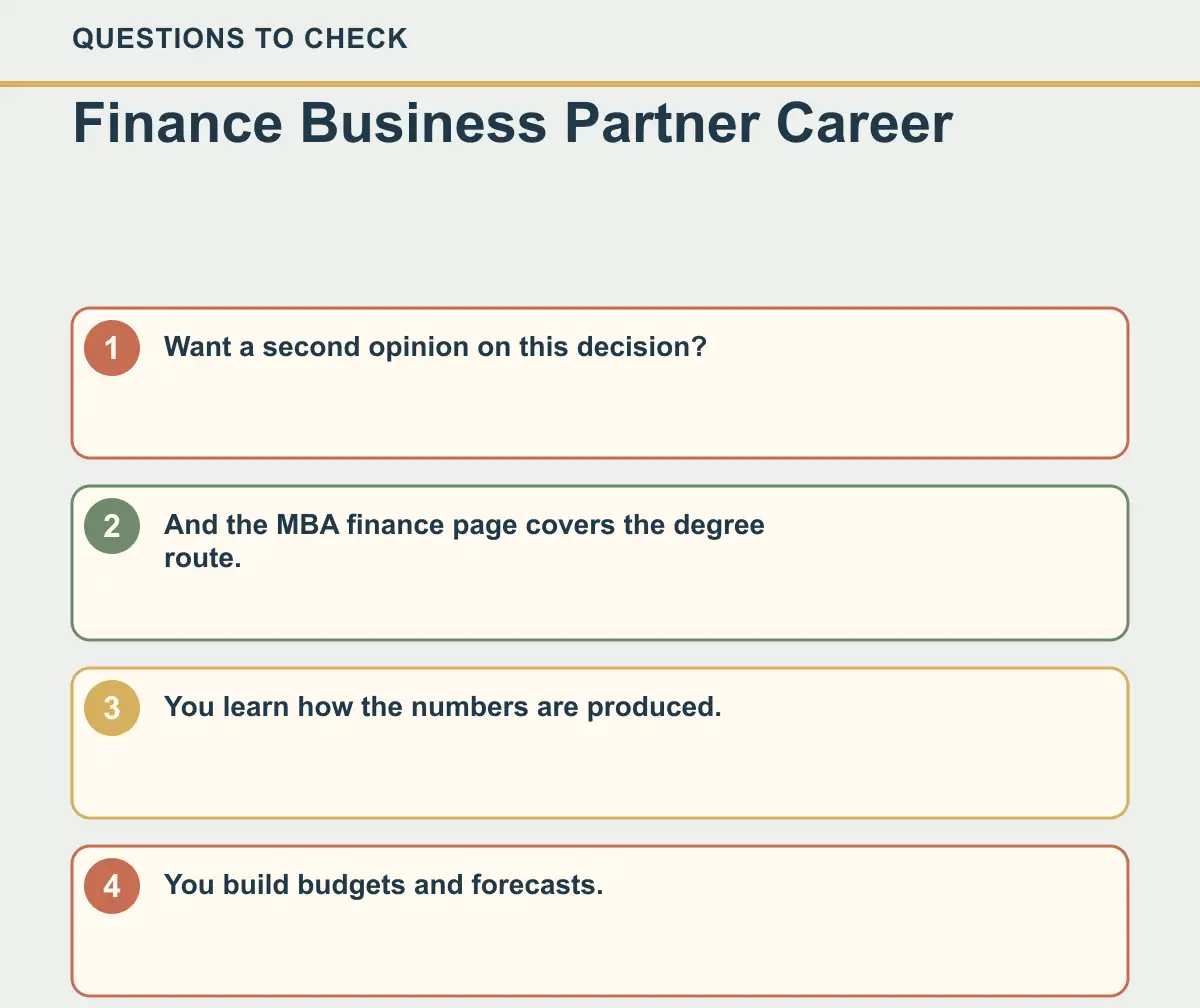 QUESTIONS TO CHECK
Finance Business Partner Career
1
Want a second opinion on this decision?
2
And the MBA finance page covers the degree
route.
3
You learn how the numbers are produced.
4
You build budgets and forecasts.